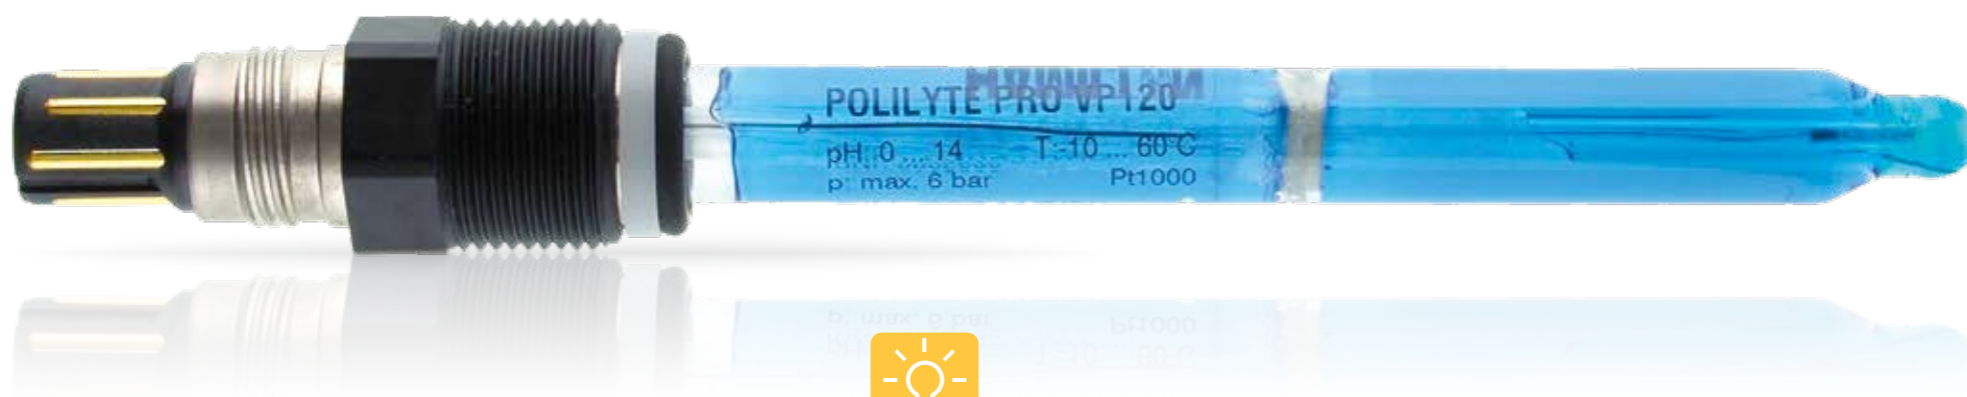 POLILYTE PRO VP 120
pH: 0 ... 14 T:-10 ... 60°C
p: max. 6 bar Pt1000